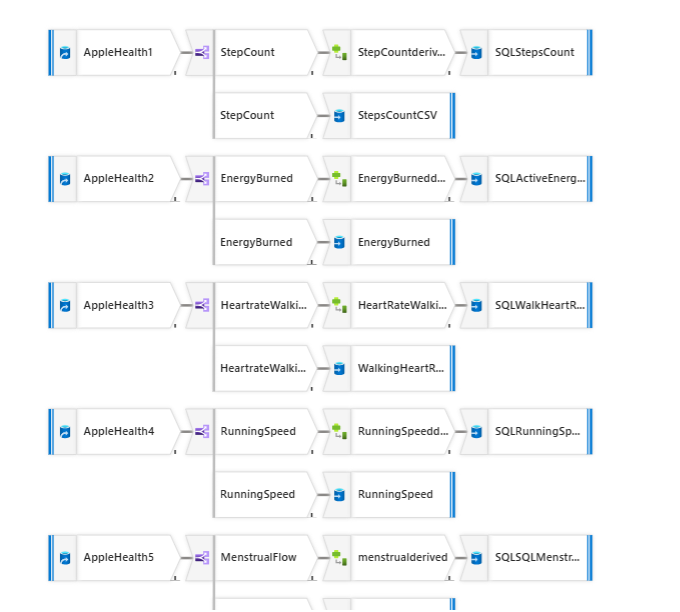 AppleHealth1
StepCount
StepCountderiv...
SQLStepsCount
StepCount
StepsCountCSV
AppleHealth2
EnergyBurned
EnergyBurnedd...
SQLActiveEnerg...
EnergyBurned
EnergyBurned
AppleHealth3
HeartrateWalki...
HeartRateWalki...
SQLWalkHeartR...
HeartrateWalki...
WalkingHeartR...
AppleHealth4
RunningSpeed
RunningSpeedd...
SQLRunningSp...
RunningSpeed
RunningSpeed
AppleHealth5
MenstrualFlow
menstrualderived
SQLSQLMenstr...